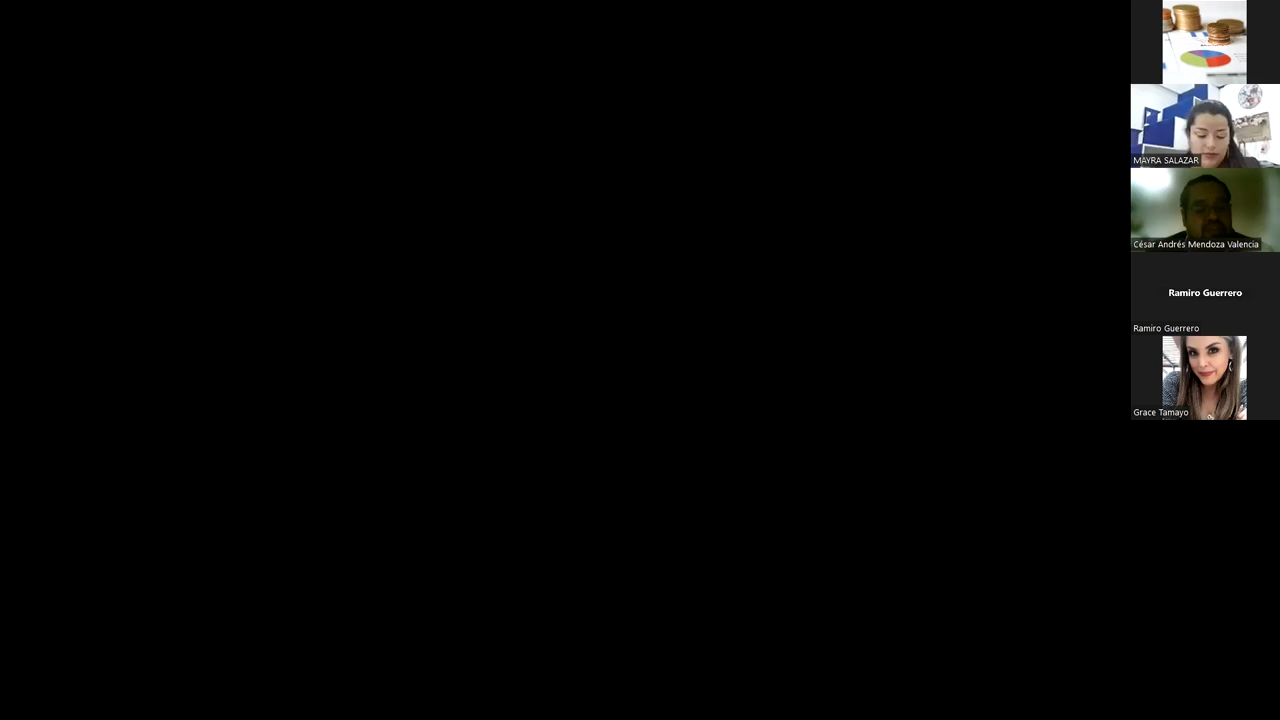 MAYRA SALAZAR
César Andrés Mendoza Valencia
Ramiro Guerrero
Ramiro Guerrero
Grace Tamayo